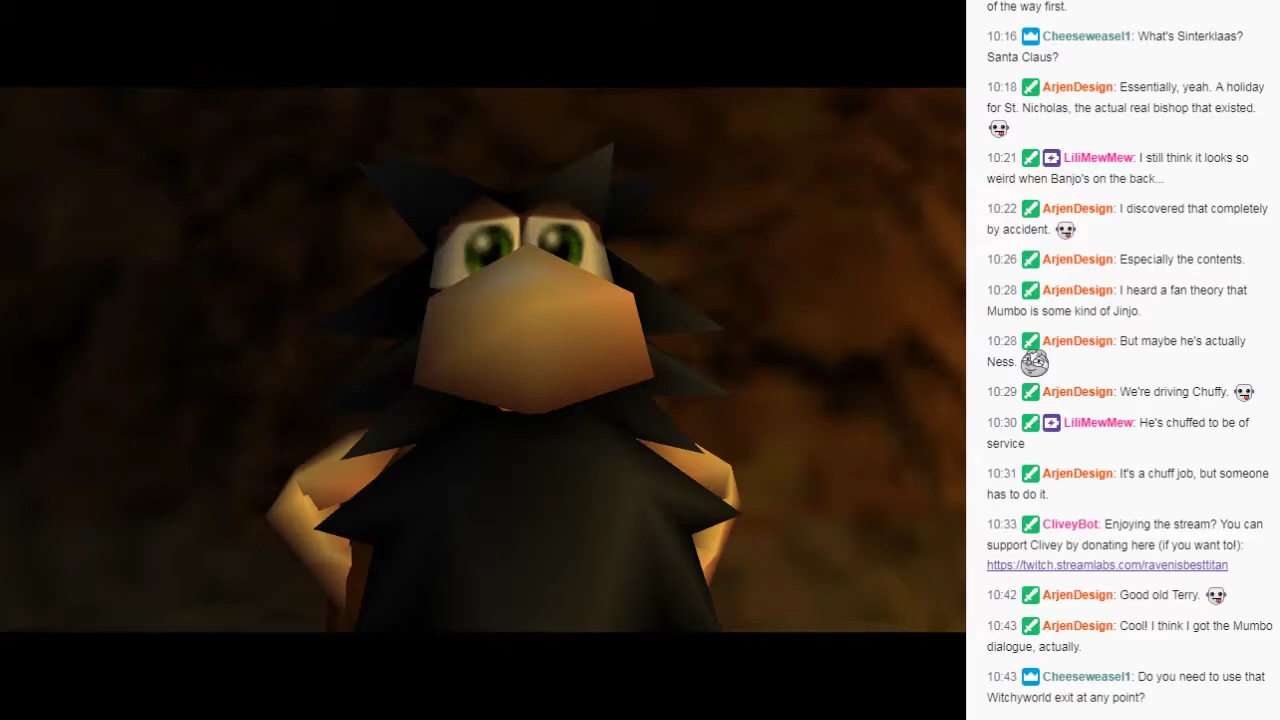 of the way first.
10:16 Cheeseweasel1: What's Sinterklaas?
Santa Claus?
10:18 ArjenDesign: Essentially, yeah. A holiday
for St. Nicholas, the actual real bishop that existed.
10:21 LiliMewMew: I still think it looks so
weird when Banjo's on the back...
10:22 ArjenDesign: I discovered that completely
by accident.
10:26 ArjenDesign: Especially the contents.
10:28 ArjenDesign: I heard a fan theory that
Mumbo is some kind of Jinjo.
10:28 ArjenDesign: But maybe he's actually
Ness.
10:29 ArjenDesign: We're driving Chuffy.
10:30 LiliMewMew: He's chuffed to be of
service
10:31 ArjenDesign: It's a chuff job, but someone
has to do it.
10:33 CliveyBot: Enjoying the stream? You can
support Clivey by donating here (if you want to!):
https://twitch.streamlabs.com/ravenisbesttitan
10:42 ArjenDesign: Good old Terry.
10:43 ArjenDesign: Cool! I think I got the Mumbo
dialogue, actually.
10:43 Cheeseweasel1: Do you need to use that
Witchyworld exit at any point?